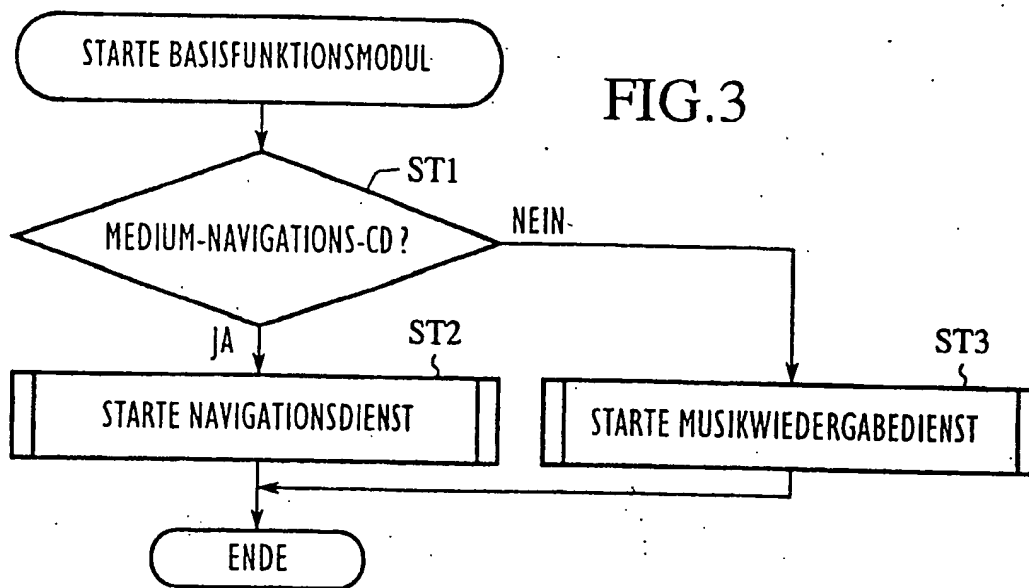 STARTE BASISFUNKTIONSMODUL
FIG.3
ST1
MEDIUM-NAVIGATIONS-CD?
NEIN
JA
ST2
ST3
STARTE NAVIGATIONSDIENST
STARTE MUSIKWIEDERGABEDIENST
ENDE